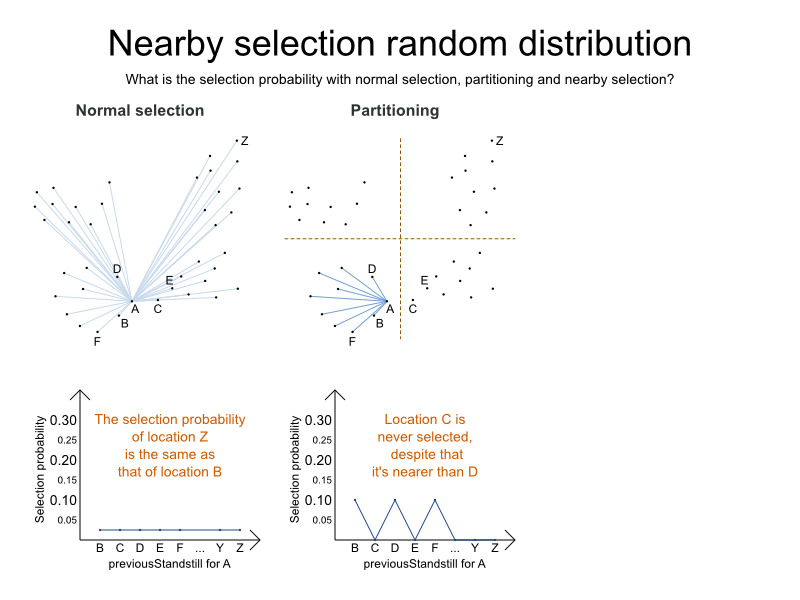 Nearby selection random distribution
What is the selection probability with normal selection, partitioning and nearby selection?
Normal selection
Z
D
E
A
C
B
F
Partitioning
Z
D
E
A
C
B
F
Selection probability
0.30
0.25
0.20
0.15
0.10
0.05
The selection probability
of location Z
is the same as
that of location B
B C D E F ... Y Z
previousStandstill for A
Selection probability
0.30
0.25
0.20
0.15
0.10
0.05
Location C is
never selected,
despite that
it's nearer than D
B C D E F ... Y Z
previousStandstill for A